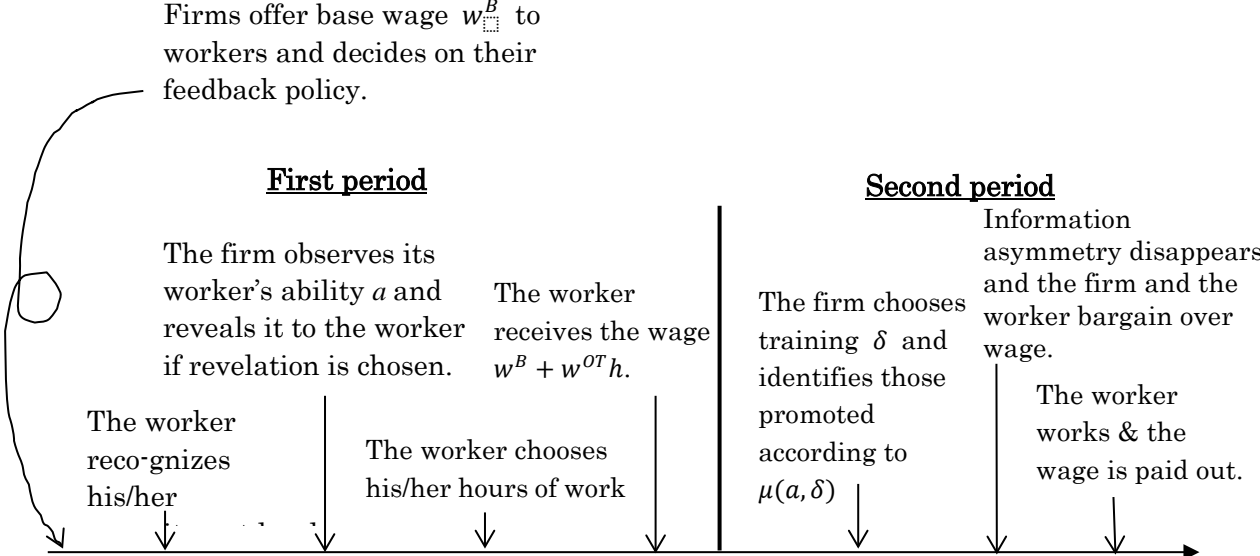 Firms offer base wage w^B to
workers and decides on their
feedback policy.
First period
The worker
reco-gnizes
his/her
The firm observes its
worker's ability a and
reveals it to the worker
if revelation is chosen.
The worker chooses
his/her hours of work
The worker
receives the wage
w^B + w^{OT}h.
Second period
The firm chooses
training δ and
identifies those
promoted
according to
μ(a, δ)
Information
asymmetry disappears
and the firm and the
worker bargain over
wage.
The worker
works & the
wage is paid out.